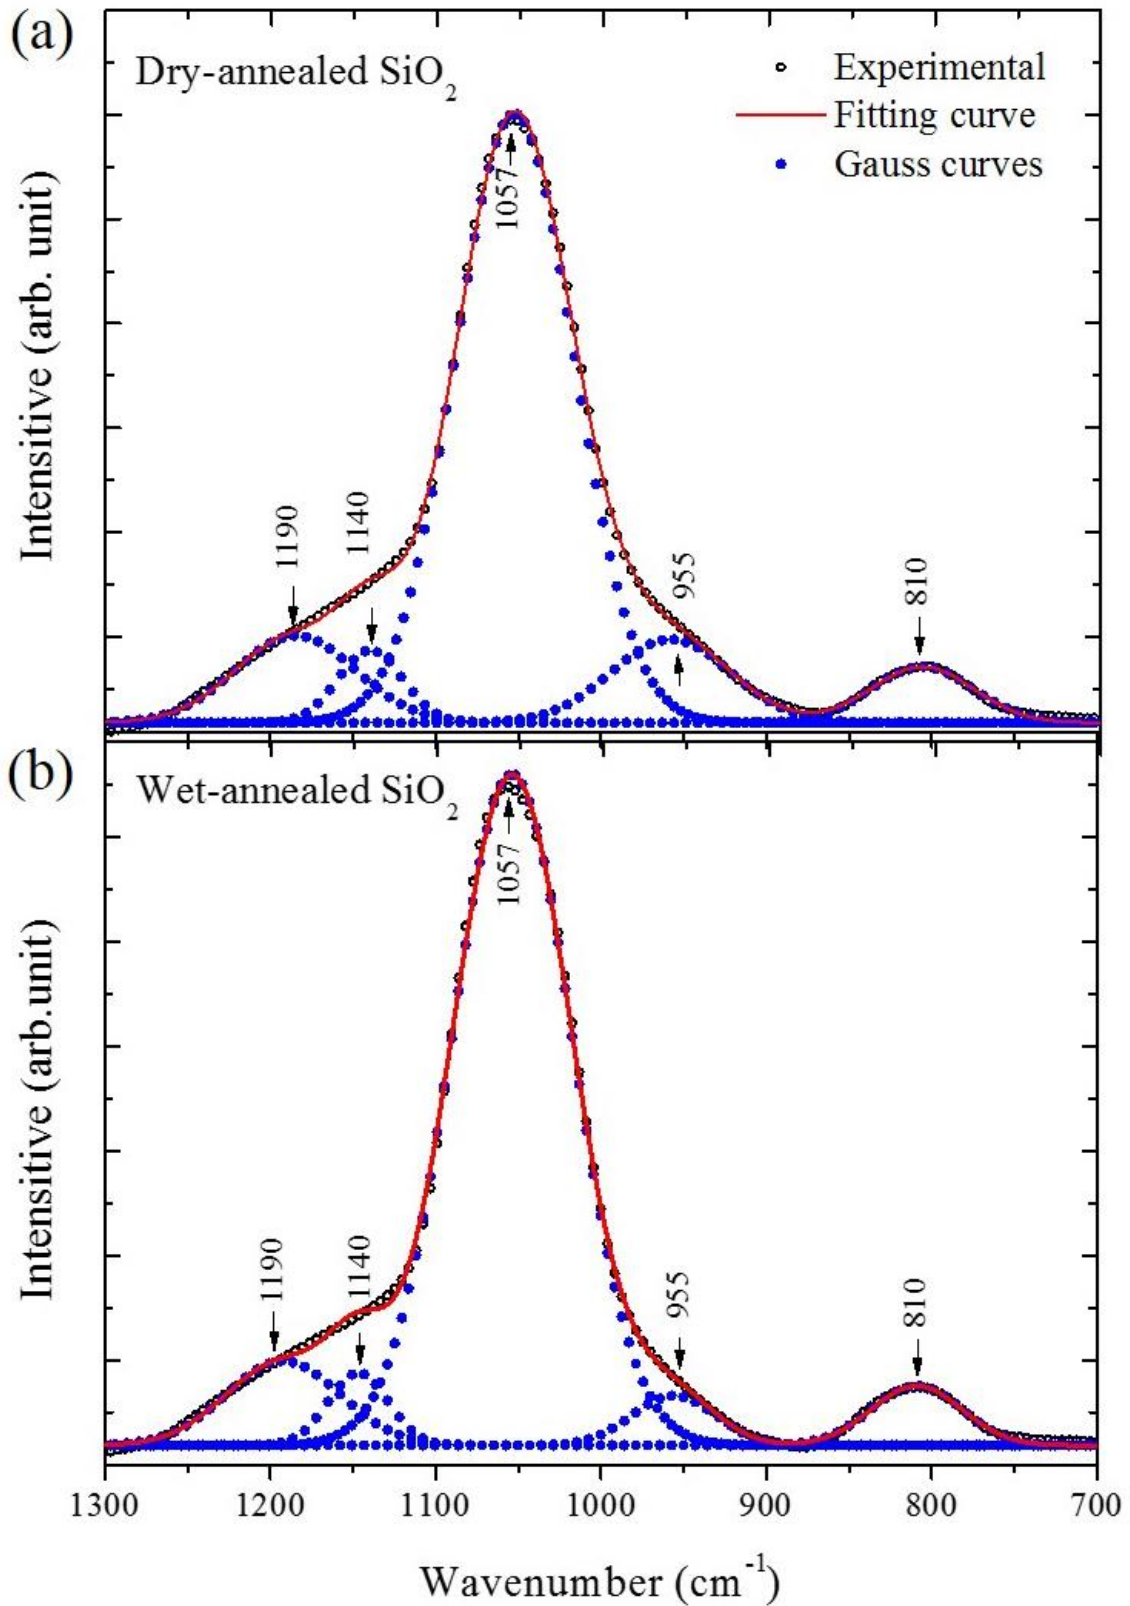 (a)
Dry-annealed SiO₂
Experimental
Fitting curve
Gauss curves
Intensitive (arb. unit)
1057
1190
1140
955
810
(b)
Wet-annealed SiO₂
Intensitive (arb.unit)
1057
1190
1140
955
810
1300 1200 1100 1000 900 800 700
Wavenumber (cm⁻¹)